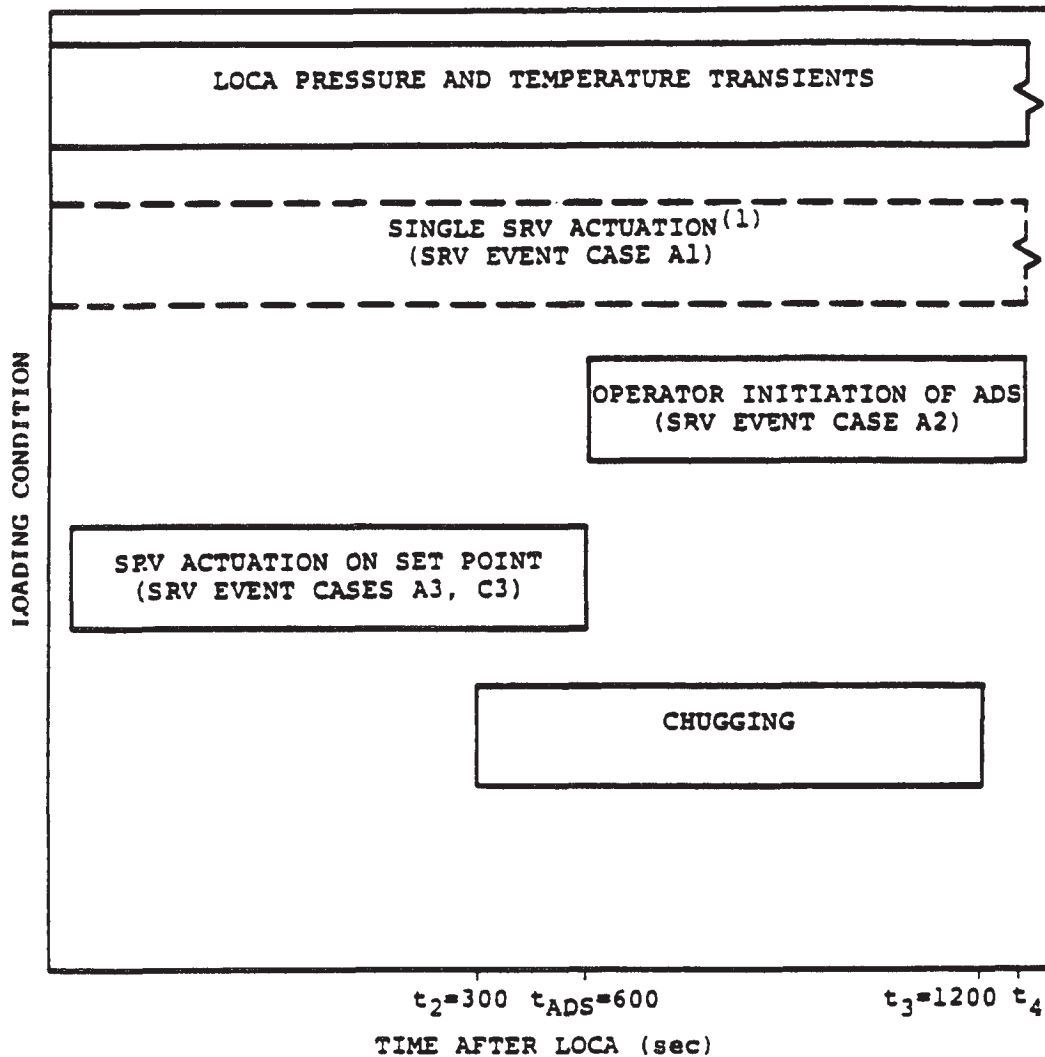 LOCA PRESSURE AND TEMPERATURE TRANSIENTS
SINGLE SRV ACTUATION(1)
(SRV EVENT CASE A1)
OPERATOR INITIATION OF ADS
(SRV EVENT CASE A2)
SRV ACTUATION ON SET POINT
(SRV EVENT CASES A3, C3)
CHUGGING
LOADING CONDITION
t2=300 tADS=600 t3=1200 t4
TIME AFTER LOCA (sec)